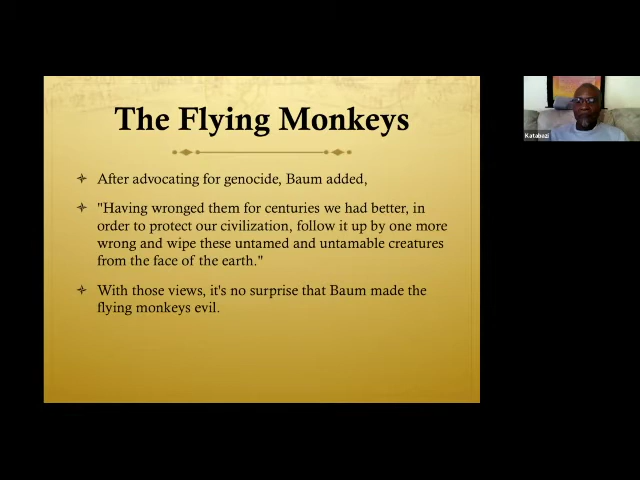 The Flying Monkeys
After advocating for genocide, Baum added,
"Having wronged them for centuries we had better, in
order to protect our civilization, follow it up by one more
wrong and wipe these untamed and untamable creatures
from the face of the earth."
With those views, it's no surprise that Baum made the
flying monkeys evil.
Katabazi